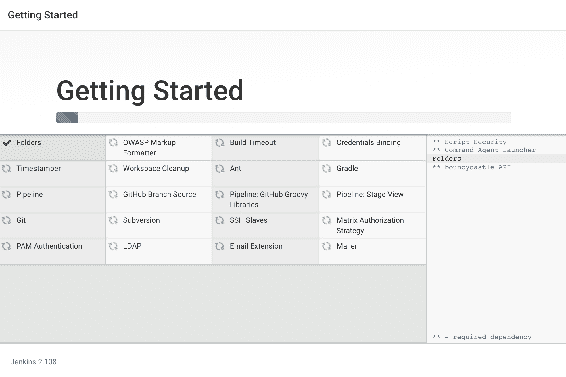 Getting Started
Getting Started
Folders
OWASP Markup
Formatter
Build Timeout
Credentials Binding
** Script Security
** Command Agent Launcher
Folders
** bouncycastle API
Timestamper
Workspace Cleanup
Ant
Gradle
Pipeline
GitHub Branch Source
Pipeline: GitHub Groovy
Libraries
Pipeline: Stage View
Git
Subversion
SSH Slaves
Matrix Authorization
Strategy
PAM Authentication
LDAP
Email Extension
Mailer
** - required dependency
Jenkins 2.108